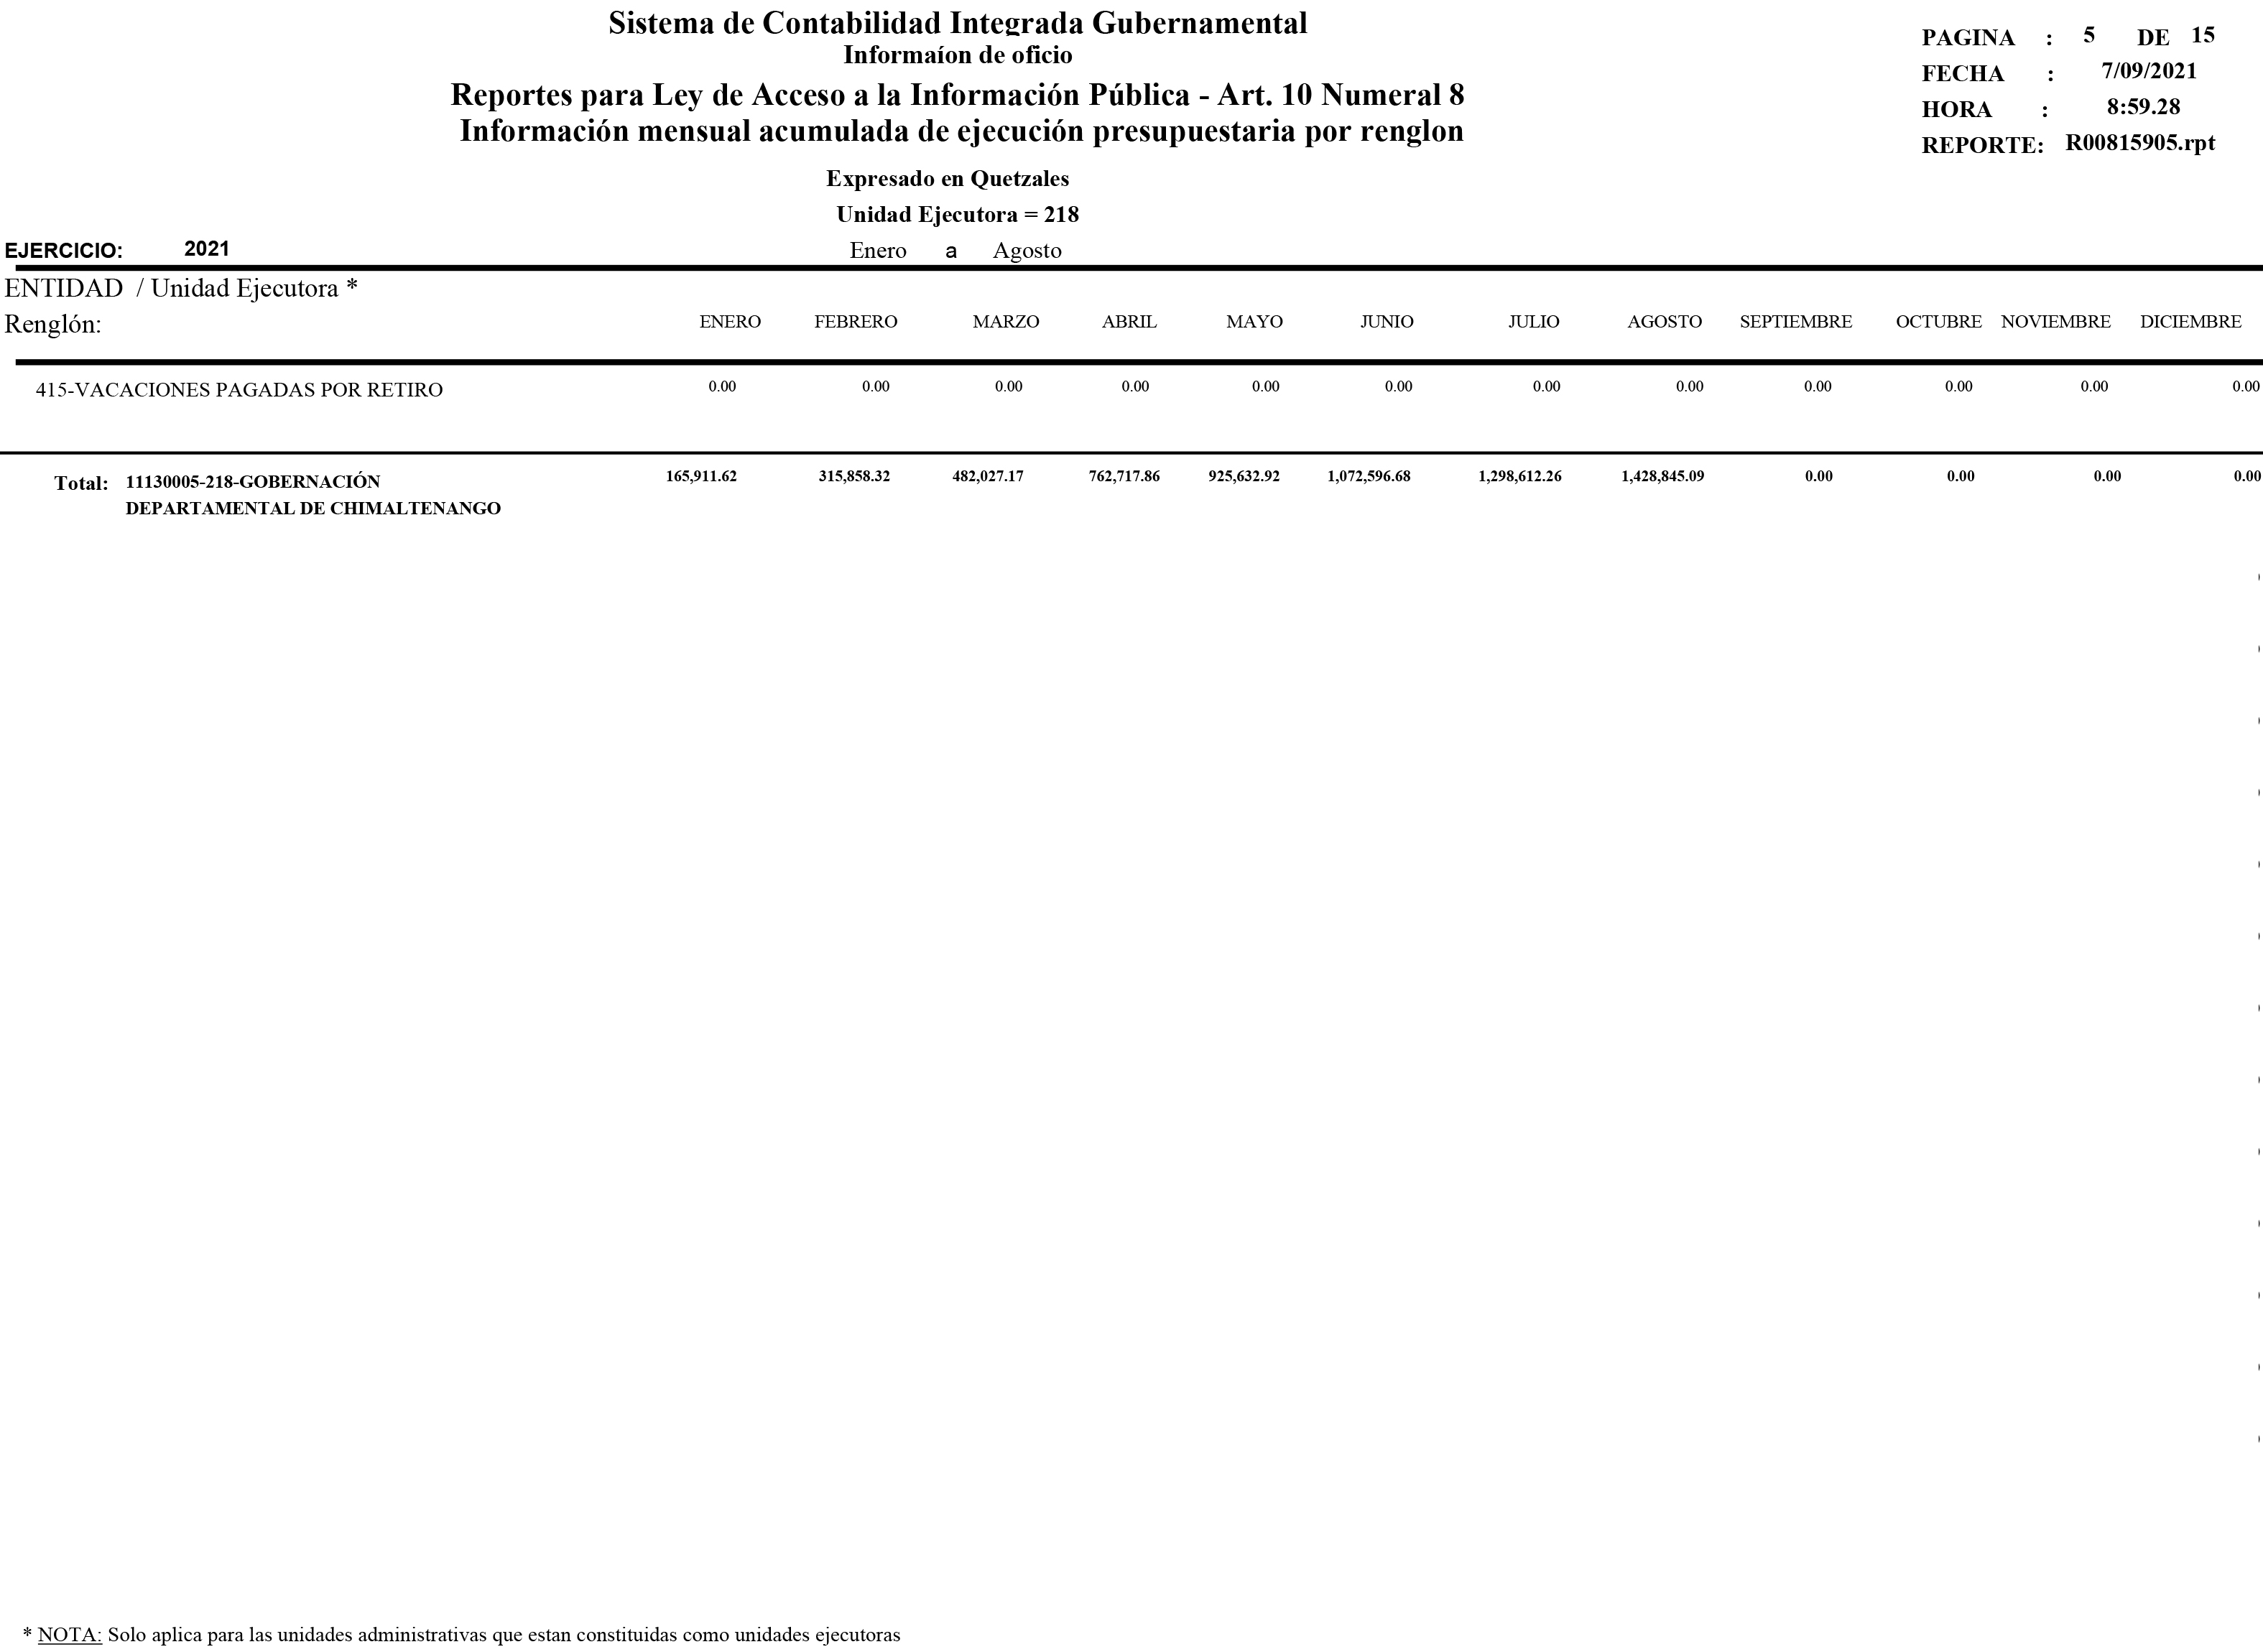 Sistema de Contabilidad Integrada Gubernamental
Informaíon de oficio
Reportes para Ley de Acceso a la Información Pública - Art. 10 Numeral 8
Información mensual acumulada de ejecución presupuestaria por renglon
Expresado en Quetzales
Unidad Ejecutora = 218
PAGINA : 5 DE 15
FECHA : 7/09/2021
HORA : 8:59.28
REPORTE: R00815905.rpt
EJERCICIO: 2021 Enero a Agosto
ENTIDAD / Unidad Ejecutora *
Renglón: ENERO FEBRERO MARZO ABRIL MAYO JUNIO JULIO AGOSTO SEPTIEMBRE OCTUBRE NOVIEMBRE DICIEMBRE
415-VACACIONES PAGADAS POR RETIRO 0.00 0.00 0.00 0.00 0.00 0.00 0.00 0.00 0.00 0.00 0.00 0.00
Total: 11130005-218-GOBERNACIÓN 165,911.62 315,858.32 482,027.17 762,717.86 925,632.92 1,072,596.68 1,298,612.26 1,428,845.09 0.00 0.00 0.00 0.00
DEPARTAMENTAL DE CHIMALTENANGO
* NOTA: Solo aplica para las unidades administrativas que estan constituidas como unidades ejecutoras